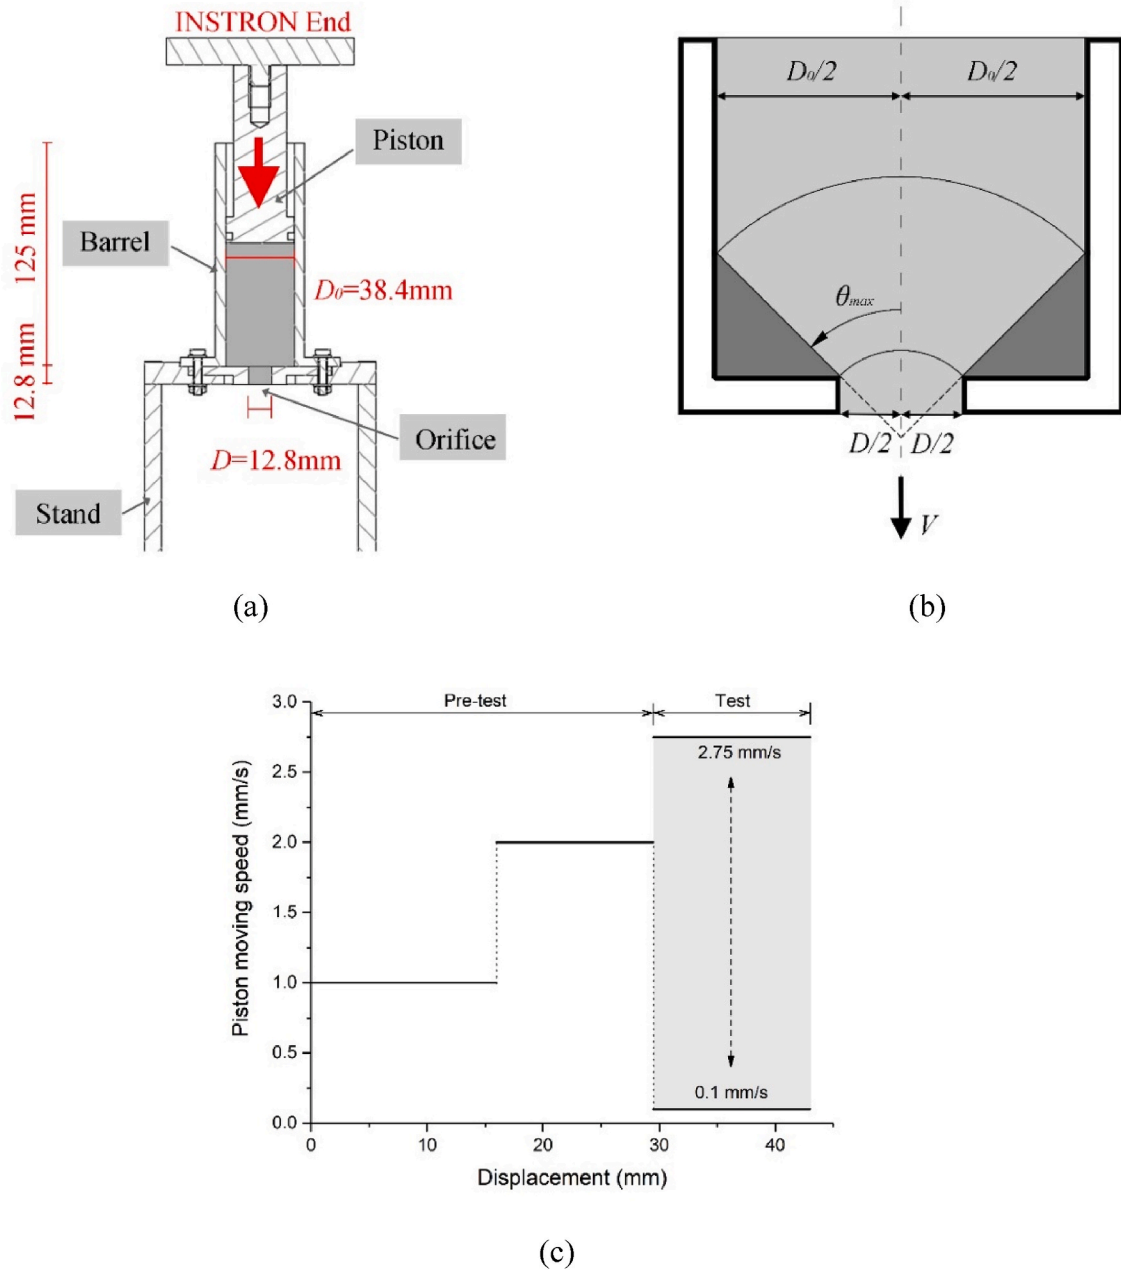 INSTRON End
Piston
Barrel
125 mm
D₀=38.4mm
12.8 mm
Orifice
D=12.8mm
Stand
(a)
D₀/2
D₀/2
θmax
D/2
D/2
V
(b)
Pre-test
Test
3.0
2.5
2.0
1.5
1.0
0.5
0.0
2.75 mm/s
0.1 mm/s
Piston moving speed (mm/s)
0
10
20
30
40
Displacement (mm)
(c)